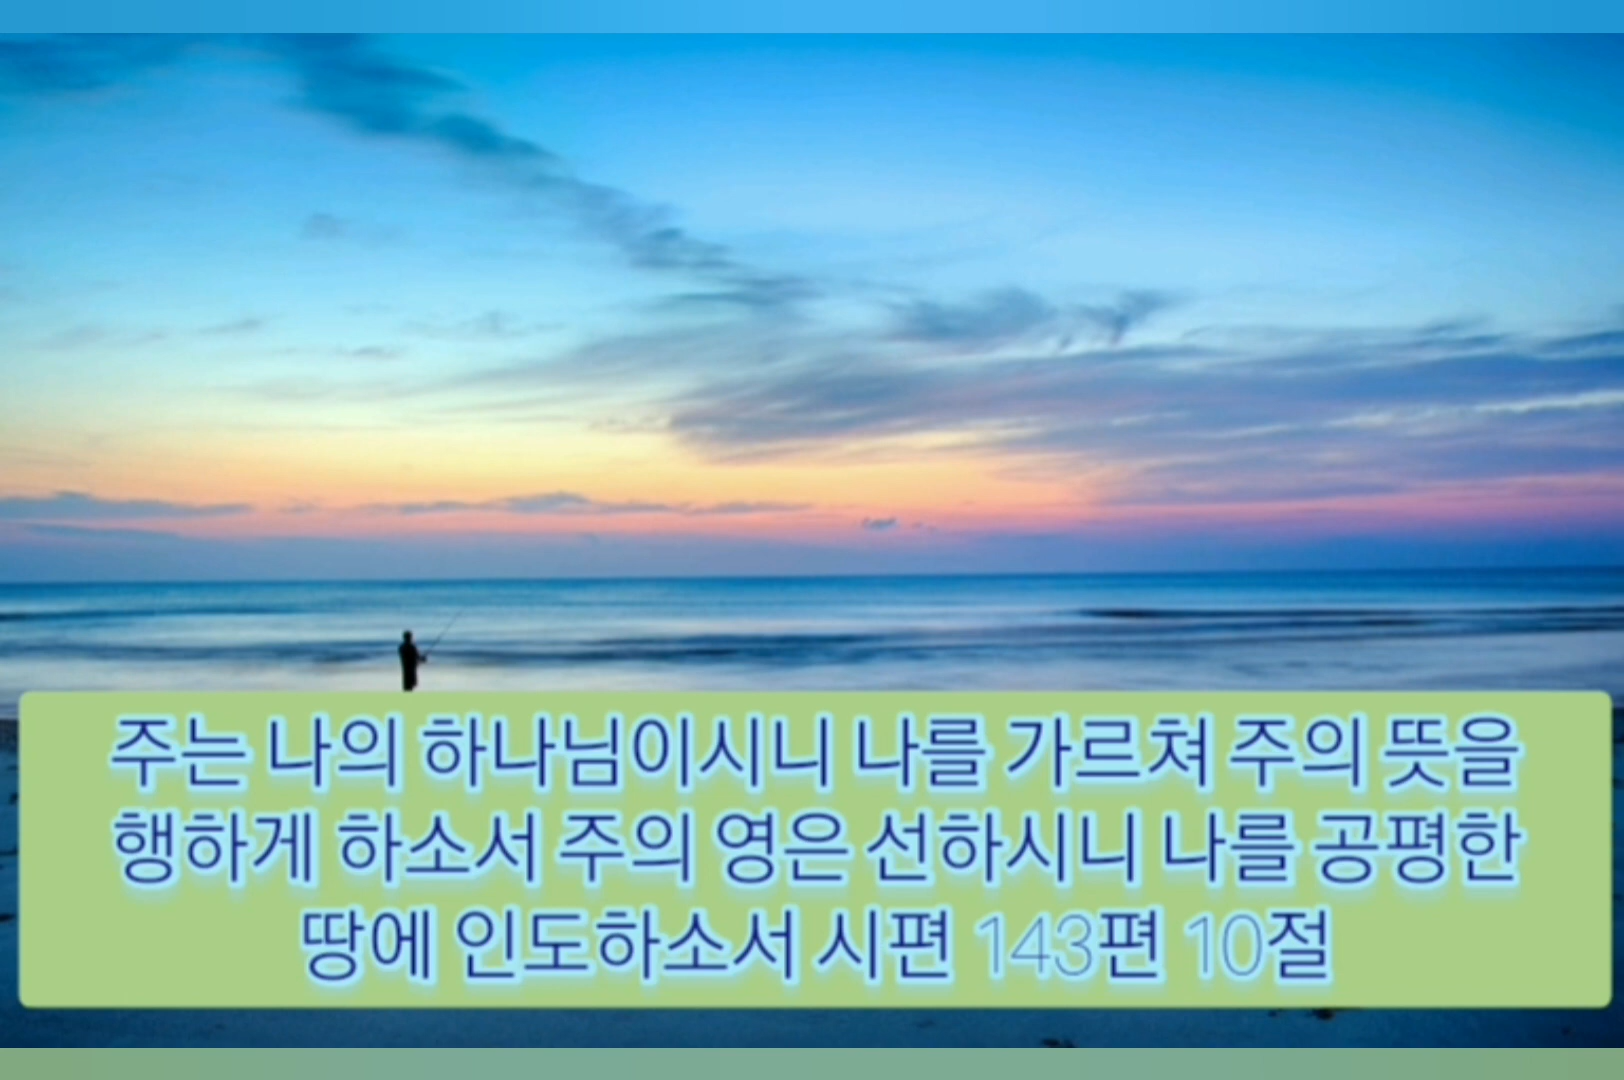 주는 나의 하나님이시니 나를 가르쳐 주의 뜻을
행하게 하소서 주의 영은 선하시니 나를 공평한
땅에 인도하소서 시편 143편 10절